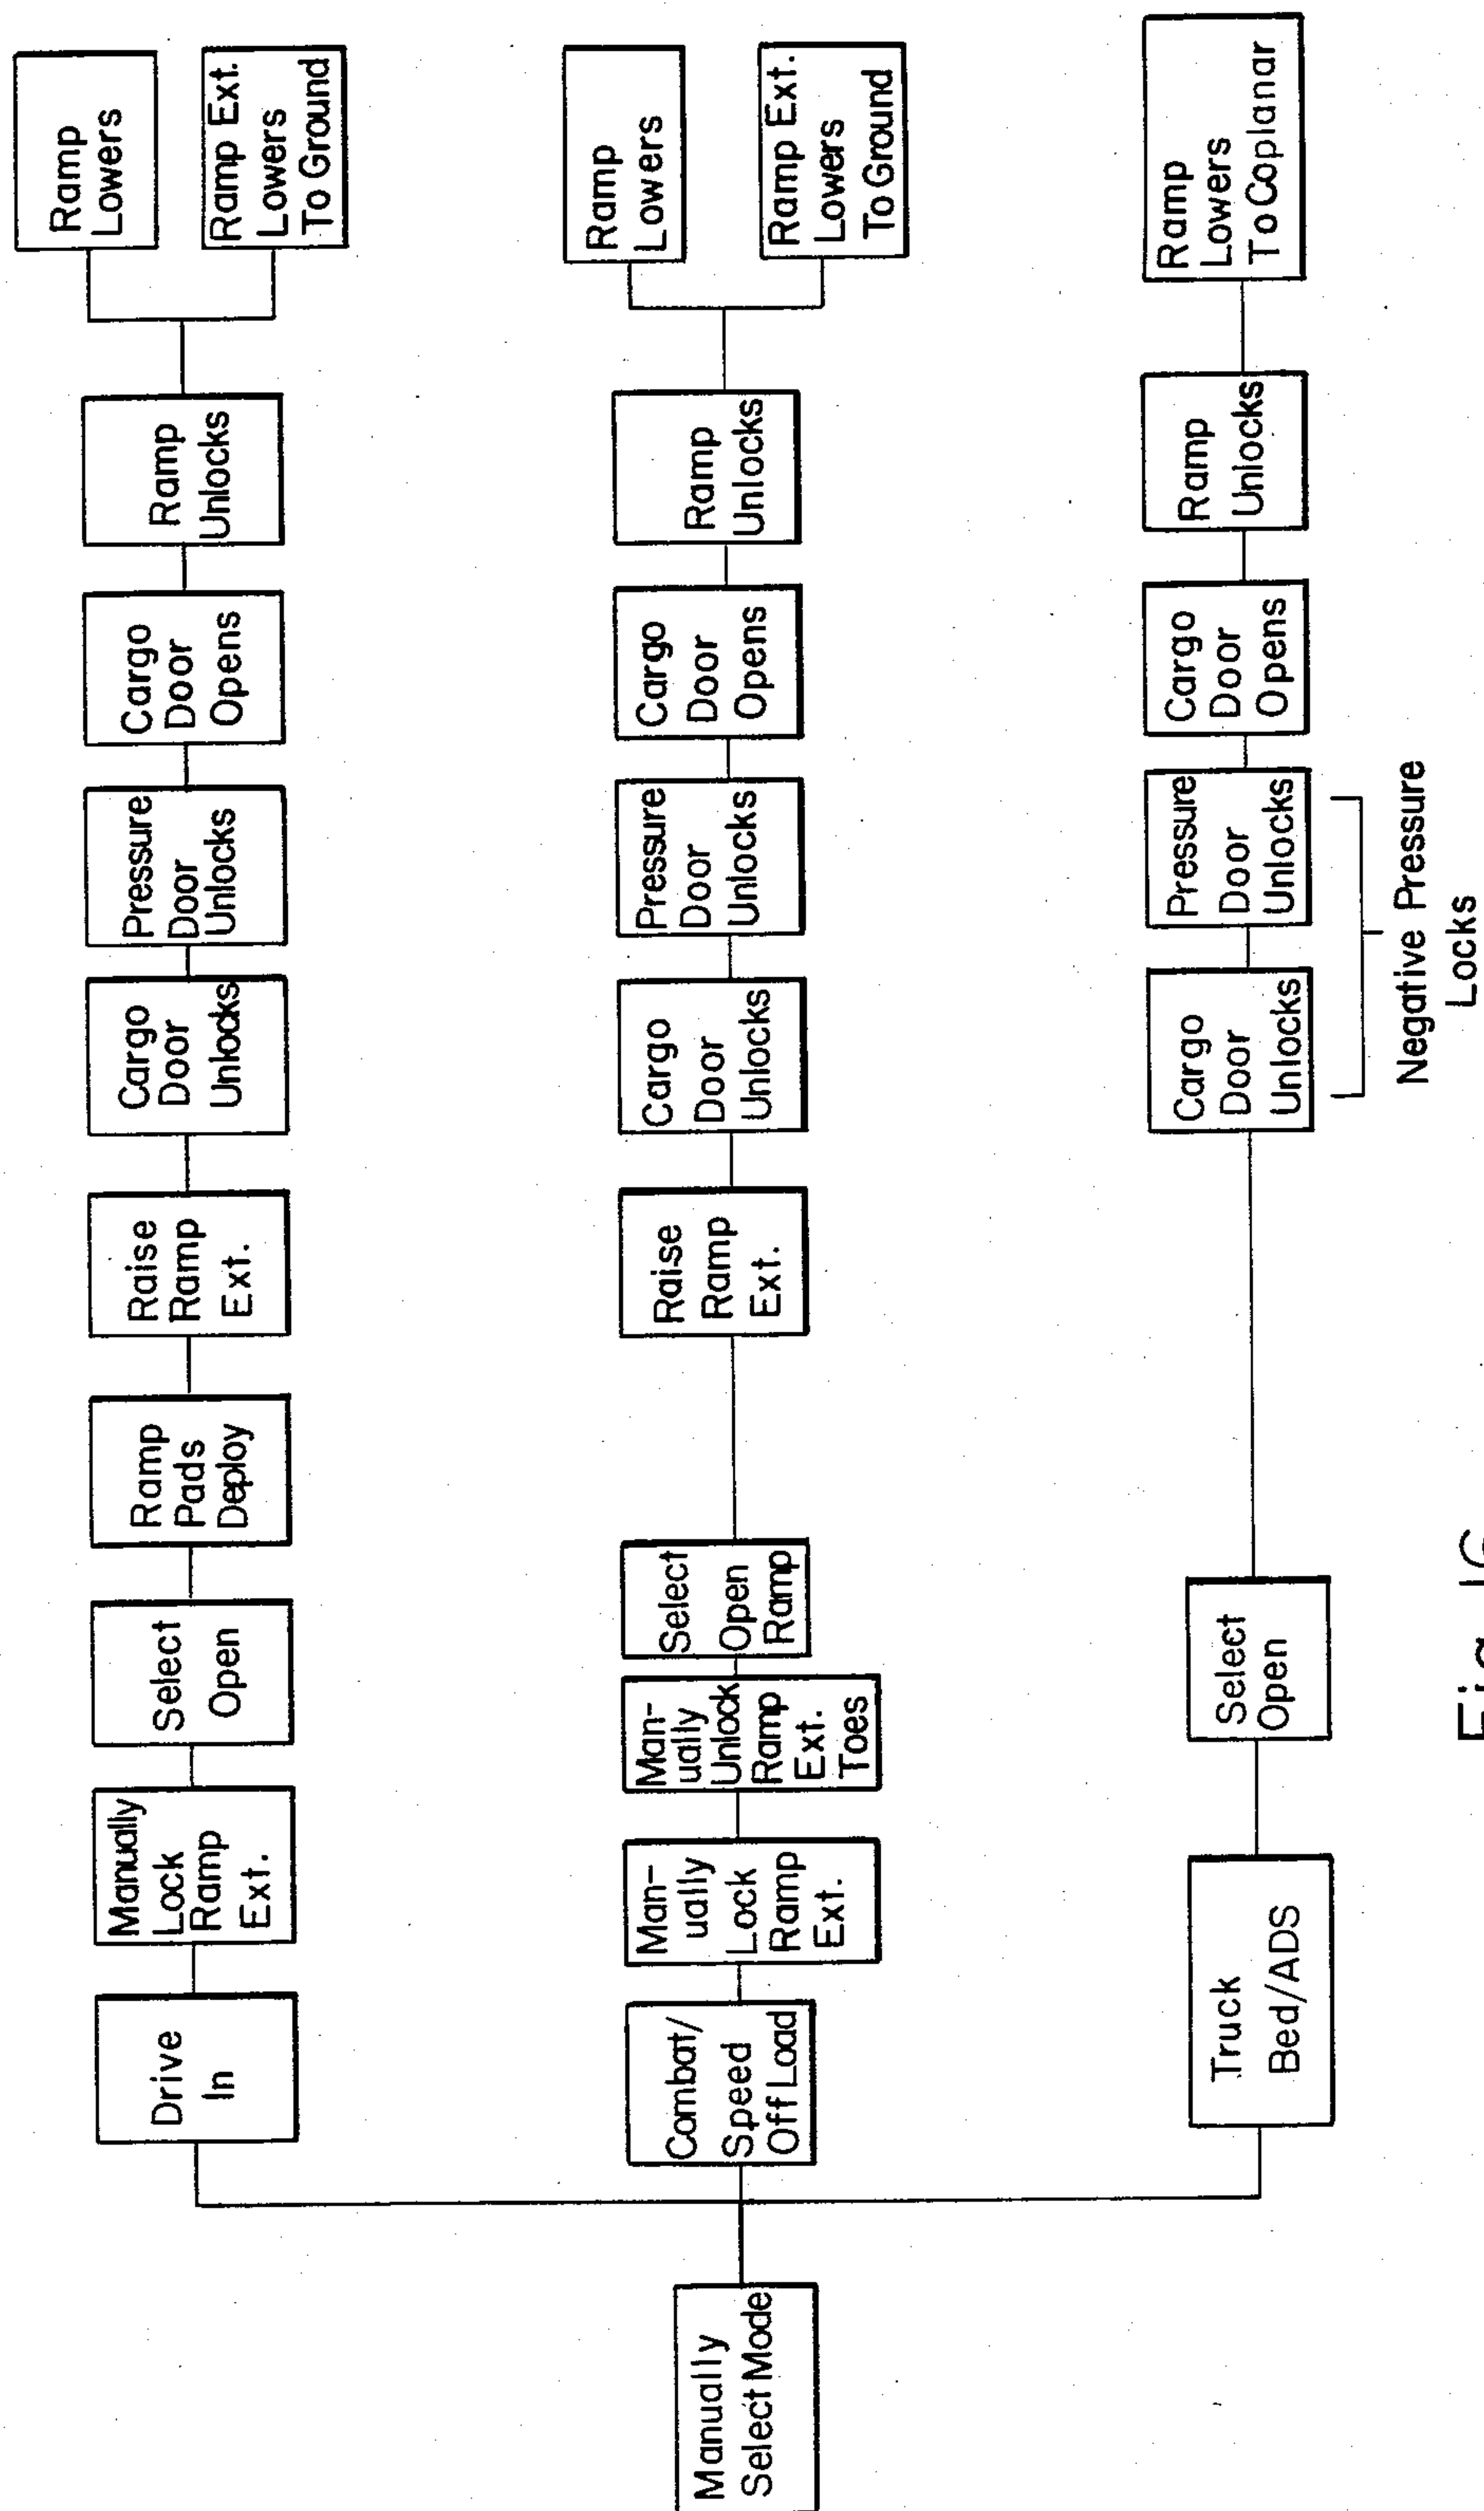 Manually
Select Mode
Drive
In
Manually
Lock
Ramp
Ext.
Select
Open
Ramp
Pads
Deploy
Raise
Ramp
Ext.
Cargo
Door
Unlocks
Pressure
Door
Unlocks
Cargo
Door
Opens
Ramp
Unlocks
Ramp
Lowers
Ramp Ext.
Lowers
To Ground
Combat/
Speed
Off Load
Man-
ually
Lock
Ramp
Ext.
Man-
ually
Unlock
Ramp
Ext.
Toes
Select
Open
Ramp
Raise
Ramp
Ext.
Cargo
Door
Unlocks
Pressure
Door
Unlocks
Cargo
Door
Opens
Ramp
Unlocks
Ramp
Lowers
Ramp Ext.
Lowers
To Ground
Truck
Bed/ADS
Select
Open
Cargo
Door
Unlocks
Pressure
Door
Unlocks
Cargo
Door
Opens
Ramp
Unlocks
Ramp
Lowers
To Coplanar
Negative Pressure
Locks